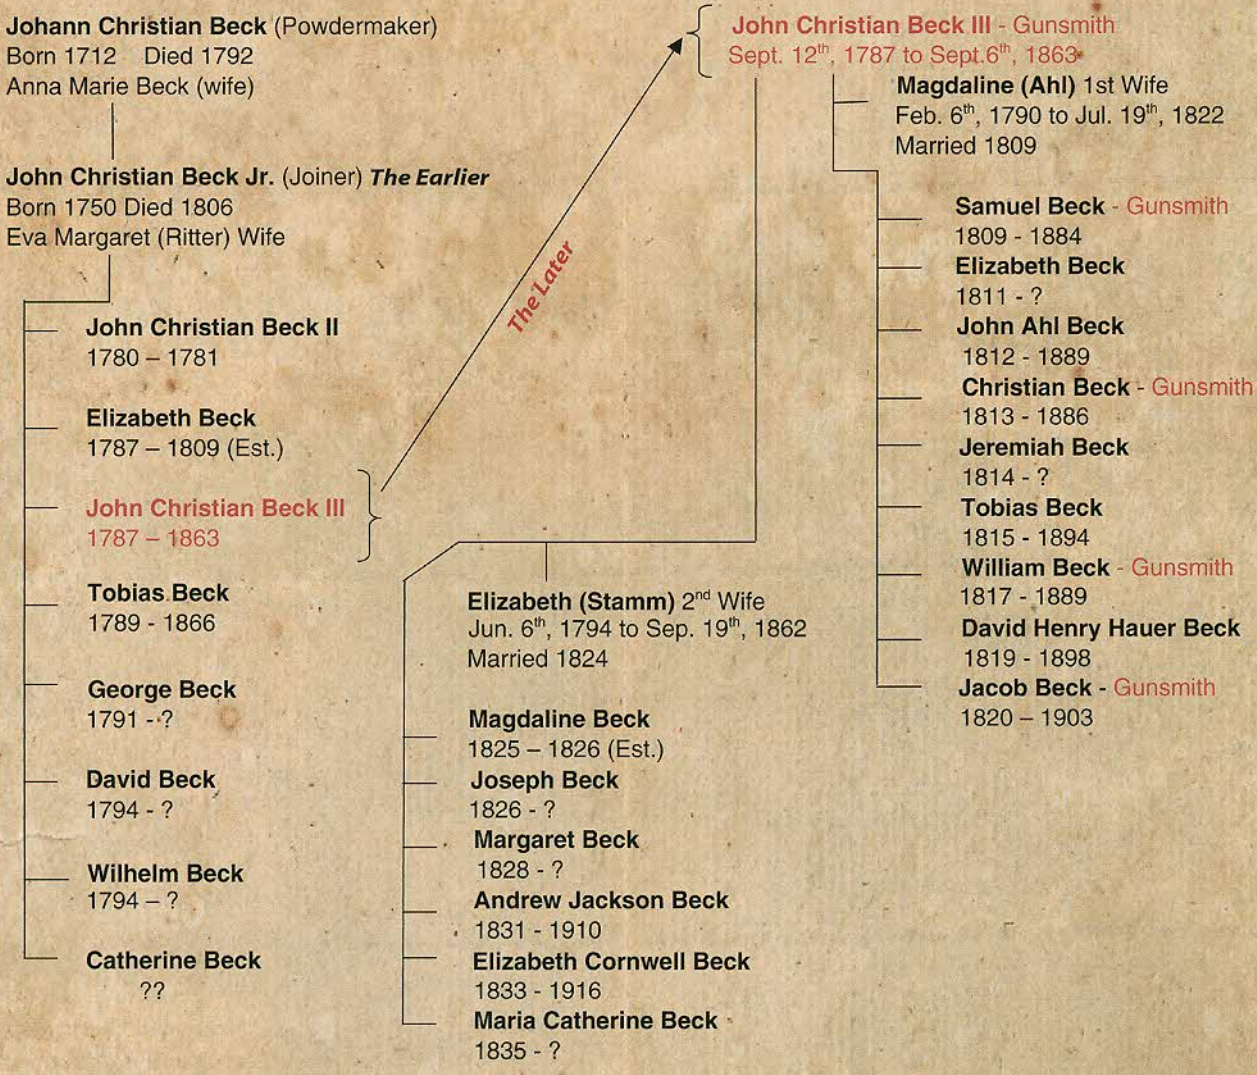 Johann Christian Beck (Powdermaker)
Born 1712 Died 1792
Anna Marie Beck (wife)
John Christian Beck Jr. (Joiner) The Earlier
Born 1750 Died 1806
Eva Margaret (Ritter) Wife
John Christian Beck II
1780 – 1781
Elizabeth Beck
1787 – 1809 (Est.)
John Christian Beck III
1787 – 1863
Tobias Beck
1789 - 1866
George Beck
1791 - ?
David Beck
1794 - ?
Wilhelm Beck
1794 – ?
Catherine Beck
??
The Later
John Christian Beck III - Gunsmith
Sept. 12th, 1787 to Sept.6th, 1863
Magdaline (Ahl) 1st Wife
Feb. 6th, 1790 to Jul. 19th, 1822
Married 1809
Samuel Beck - Gunsmith
1809 - 1884
Elizabeth Beck
1811 - ?
John Ahl Beck
1812 - 1889
Christian Beck - Gunsmith
1813 - 1886
Jeremiah Beck
1814 - ?
Tobias Beck
1815 - 1894
William Beck - Gunsmith
1817 - 1889
David Henry Hauer Beck
1819 - 1898
Jacob Beck - Gunsmith
1820 – 1903
Elizabeth (Stamm) 2nd Wife
Jun. 6th, 1794 to Sep. 19th, 1862
Married 1824
Magdaline Beck
1825 – 1826 (Est.)
Joseph Beck
1826 - ?
Margaret Beck
1828 - ?
Andrew Jackson Beck
1831 - 1910
Elizabeth Cornwell Beck
1833 - 1916
Maria Catherine Beck
1835 - ?